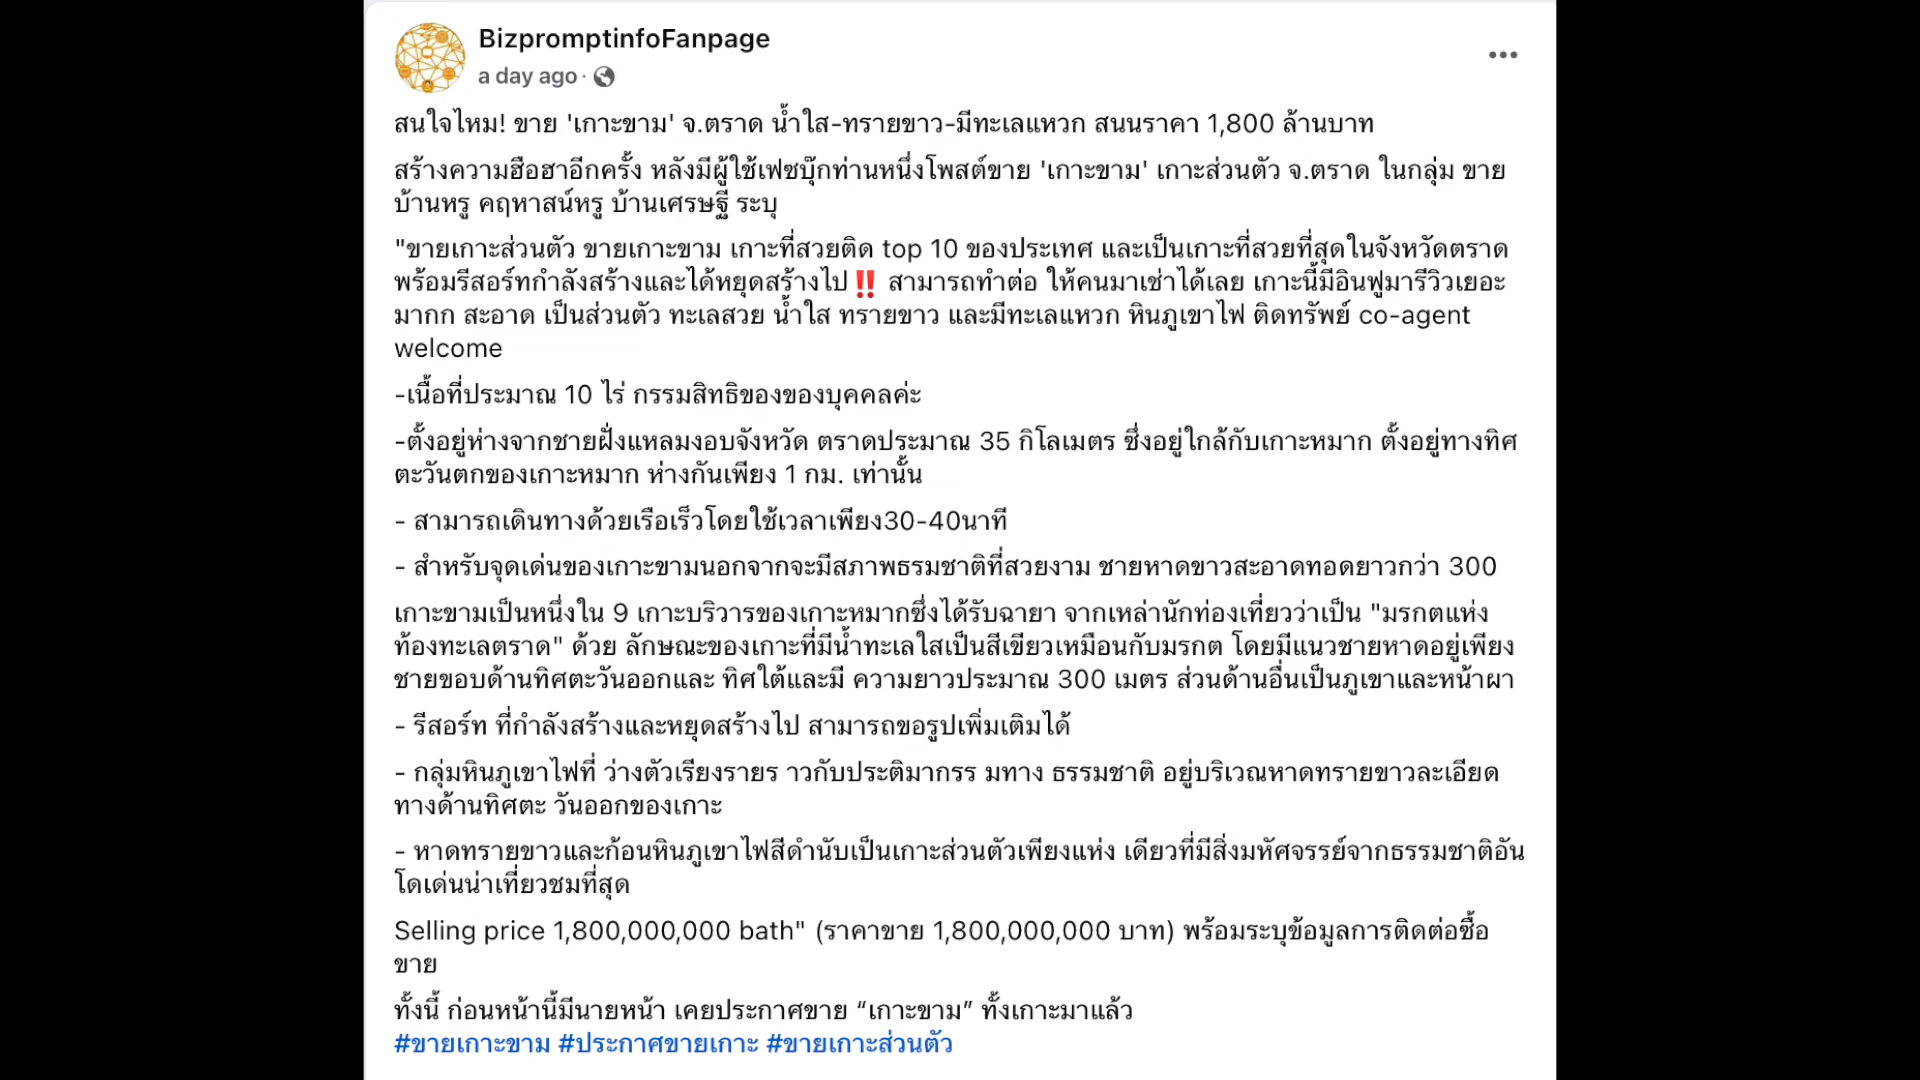 BizpromptinfoFanpage
a day ago ·
สนใจไหม! ขาย 'เกาะขาม' จ.ตราด น้ำใส-ทรายขาว-มีทะเลแหวก สนนราคา 1,800 ล้านบาท
สร้างความฮือฮาอีกครั้ง หลังมีผู้ใช้เฟซบุ๊กท่านหนึ่งโพสต์ขาย 'เกาะขาม' เกาะส่วนตัว จ.ตราด ในกลุ่ม ขาย
บ้านหรู คฤหาสน์หรู บ้านเศรษฐี ระบุ
"ขายเกาะส่วนตัว ขายเกาะขาม เกาะที่สวยติด top 10 ของประเทศ และเป็นเกาะที่สวยที่สุดในจังหวัดตราด
พร้อมรีสอร์ทกำลังสร้างและได้หยุดสร้างไป‼️ สามารถทำต่อ ให้คนมาเช่าได้เลย เกาะนี้มีอินฟูมารีวิวเยอะ
มากก สะอาด เป็นส่วนตัว ทะเลสวย น้ำใส ทรายขาว และมีทะเลแหวก หินภูเขาไฟ ติดทรัพย์ co-agent
welcome
-เนื้อที่ประมาณ 10 ไร่ กรรมสิทธิของของบุคคลค่ะ
-ตั้งอยู่ห่างจากชายฝั่งแหลมงอบจังหวัด ตราดประมาณ 35 กิโลเมตร ซึ่งอยู่ใกล้กับเกาะหมาก ตั้งอยู่ทางทิศ
ตะวันตกของเกาะหมาก ห่างกันเพียง 1 กม. เท่านั้น
- สามารถเดินทางด้วยเรือเร็วโดยใช้เวลาเพียง30-40นาที
- สำหรับจุดเด่นของเกาะขามนอกจากจะมีสภาพธรมชาติที่สวยงาม ชายหาดขาวสะอาดทอดยาวกว่า 300
เกาะขามเป็นหนึ่งใน 9 เกาะบริวารของเกาะหมากซึ่งได้รับฉายา จากเหล่านักท่องเที่ยวว่าเป็น "มรกตแห่ง
ท้องทะเลตราด" ด้วย ลักษณะของเกาะที่มีน้ำทะเลใสเป็นสีเขียวเหมือนกับมรกต โดยมีแนวชายหาดอยู่เพียง
ชายขอบด้านทิศตะวันออกและ ทิศใต้และมี ความยาวประมาณ 300 เมตร ส่วนด้านอื่นเป็นภูเขาและหน้าผา
- รีสอร์ท ที่กำลังสร้างและหยุดสร้างไป สามารถขอรูปเพิ่มเติมได้
- กลุ่มหินภูเขาไฟที่ ว่างตัวเรียงรายร าวกับประติมากรร มทาง ธรรมชาติ อยู่บริเวณหาดทรายขาวละเอียด
ทางด้านทิศตะ วันออกของเกาะ
- หาดทรายขาวและก้อนหินภูเขาไฟสีดำนับเป็นเกาะส่วนตัวเพียงแห่ง เดียวที่มีสิ่งมหัศจรรย์จากธรรมชาติอัน
โดเด่นน่าเที่ยวชมที่สุด
Selling price 1,800,000,000 bath" (ราคาขาย 1,800,000,000 บาท) พร้อมระบุข้อมูลการติดต่อซื้อ
ขาย
ทั้งนี้ ก่อนหน้านี้มีนายหน้า เคยประกาศขาย “เกาะขาม” ทั้งเกาะมาแล้ว
#ขายเกาะขาม #ประกาศขายเกาะ #ขายเกาะส่วนตัว